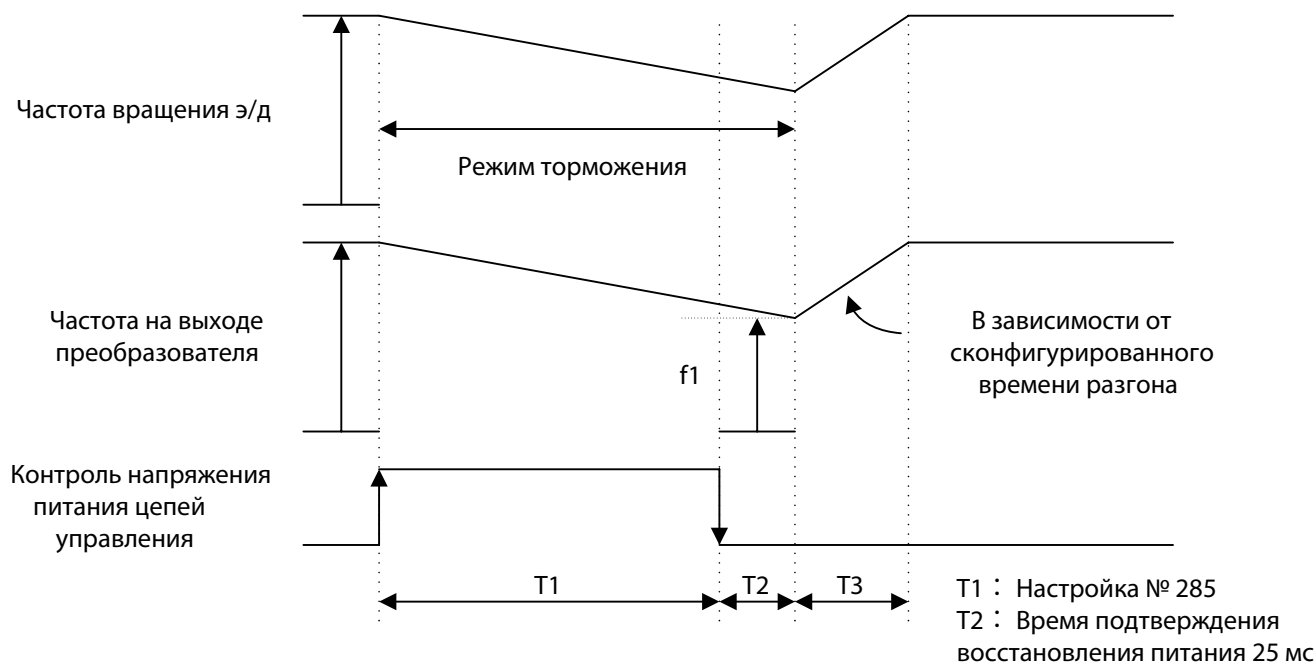 Частота вращения э/д
Режим торможения
Частота на выходе
преобразователя
f1
В зависимости от
сконфигурированного
времени разгона
Контроль напряжения
питания цепей
управления
T1
T2
T3
T1： Настройка № 285
T2： Время подтверждения
восстановления питания 25 мс